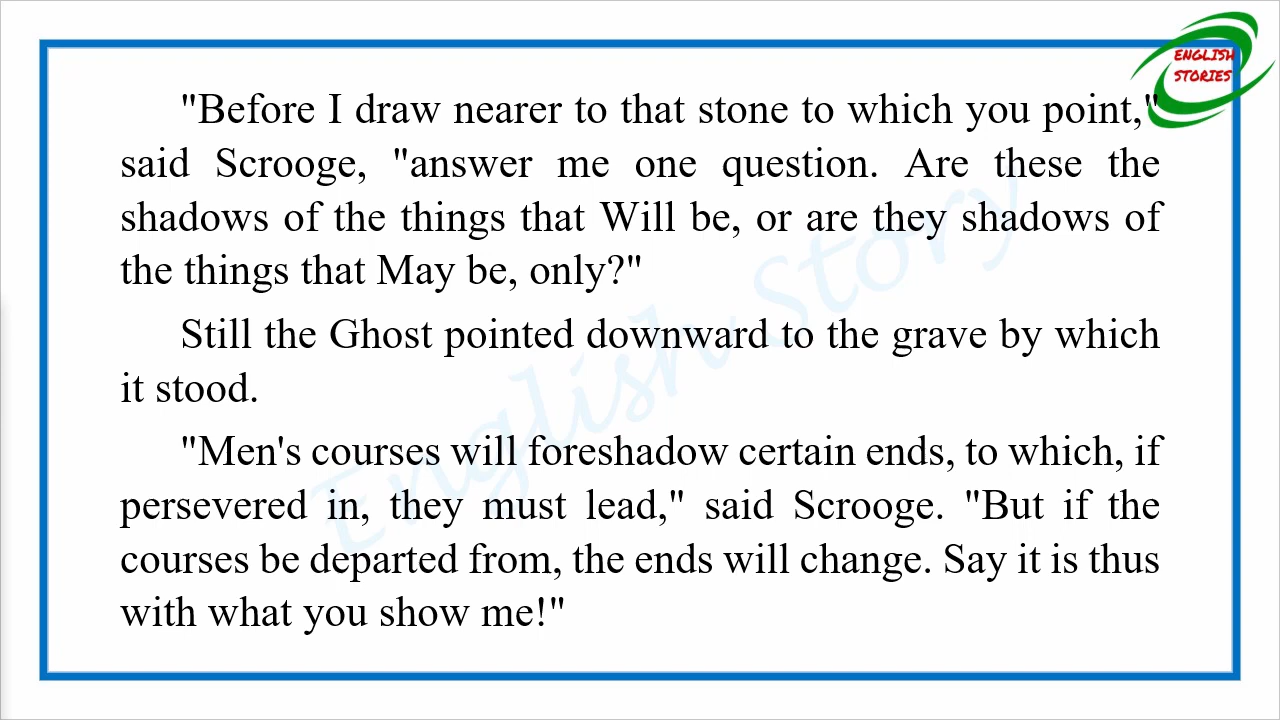 ENGLISH
STORIES
"Before I draw nearer to that stone to which you point,"
said Scrooge, "answer me one question. Are these the
shadows of the things that Will be, or are they shadows of
the things that May be, only?"
Still the Ghost pointed downward to the grave by which
it stood.
"Men's courses will foreshadow certain ends, to which, if
persevered in, they must lead," said Scrooge. "But if the
courses be departed from, the ends will change. Say it is thus
with what you show me!"
English Story